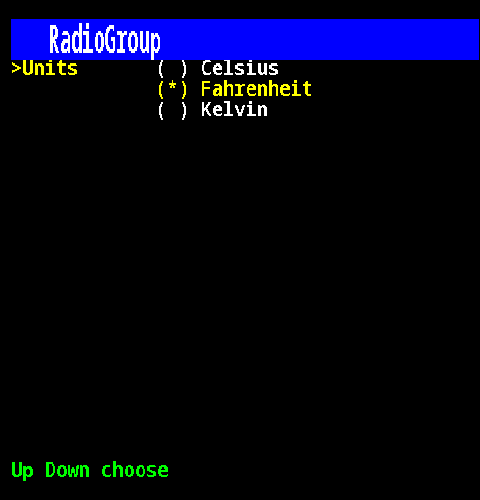 RadioGroup
>Units ( ) Celsius
(*) Fahrenheit
( ) Kelvin
Up Down choose